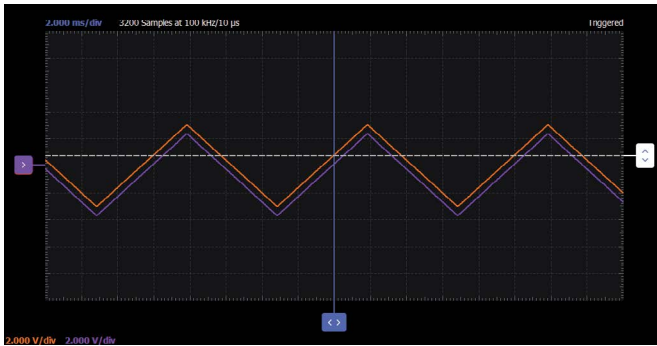 2.000 ms/div 3200 Samples at 100 kHz/10 µs Triggered
2.000 V/div 2.000 V/div